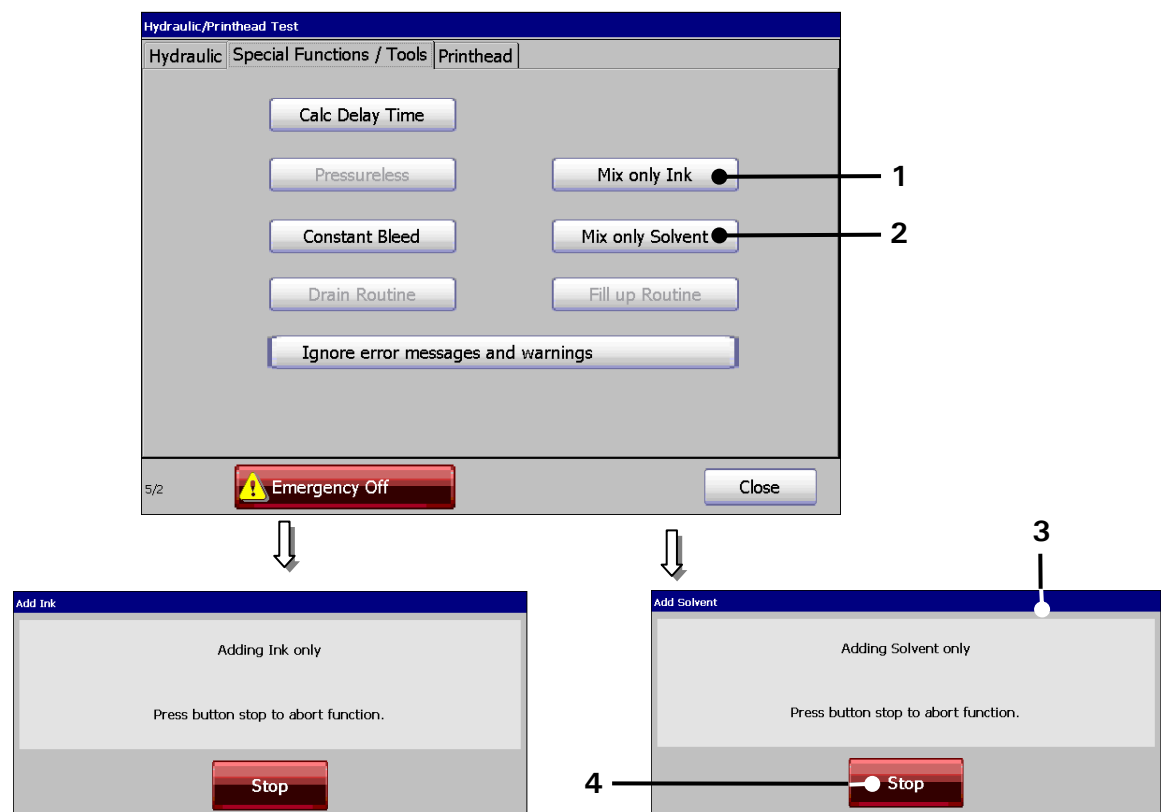 Hydraulic/Printhead Test
Hydraulic Special Functions / Tools Printhead
Calc Delay Time
Pressureless Mix only Ink 1
Constant Bleed Mix only Solvent 2
Drain Routine Fill up Routine
Ignore error messages and warnings
5/2 Emergency Off Close
3
Add Ink
Adding Ink only
Press button stop to abort function.
Stop
Add Solvent
Adding Solvent only
Press button stop to abort function.
4 Stop